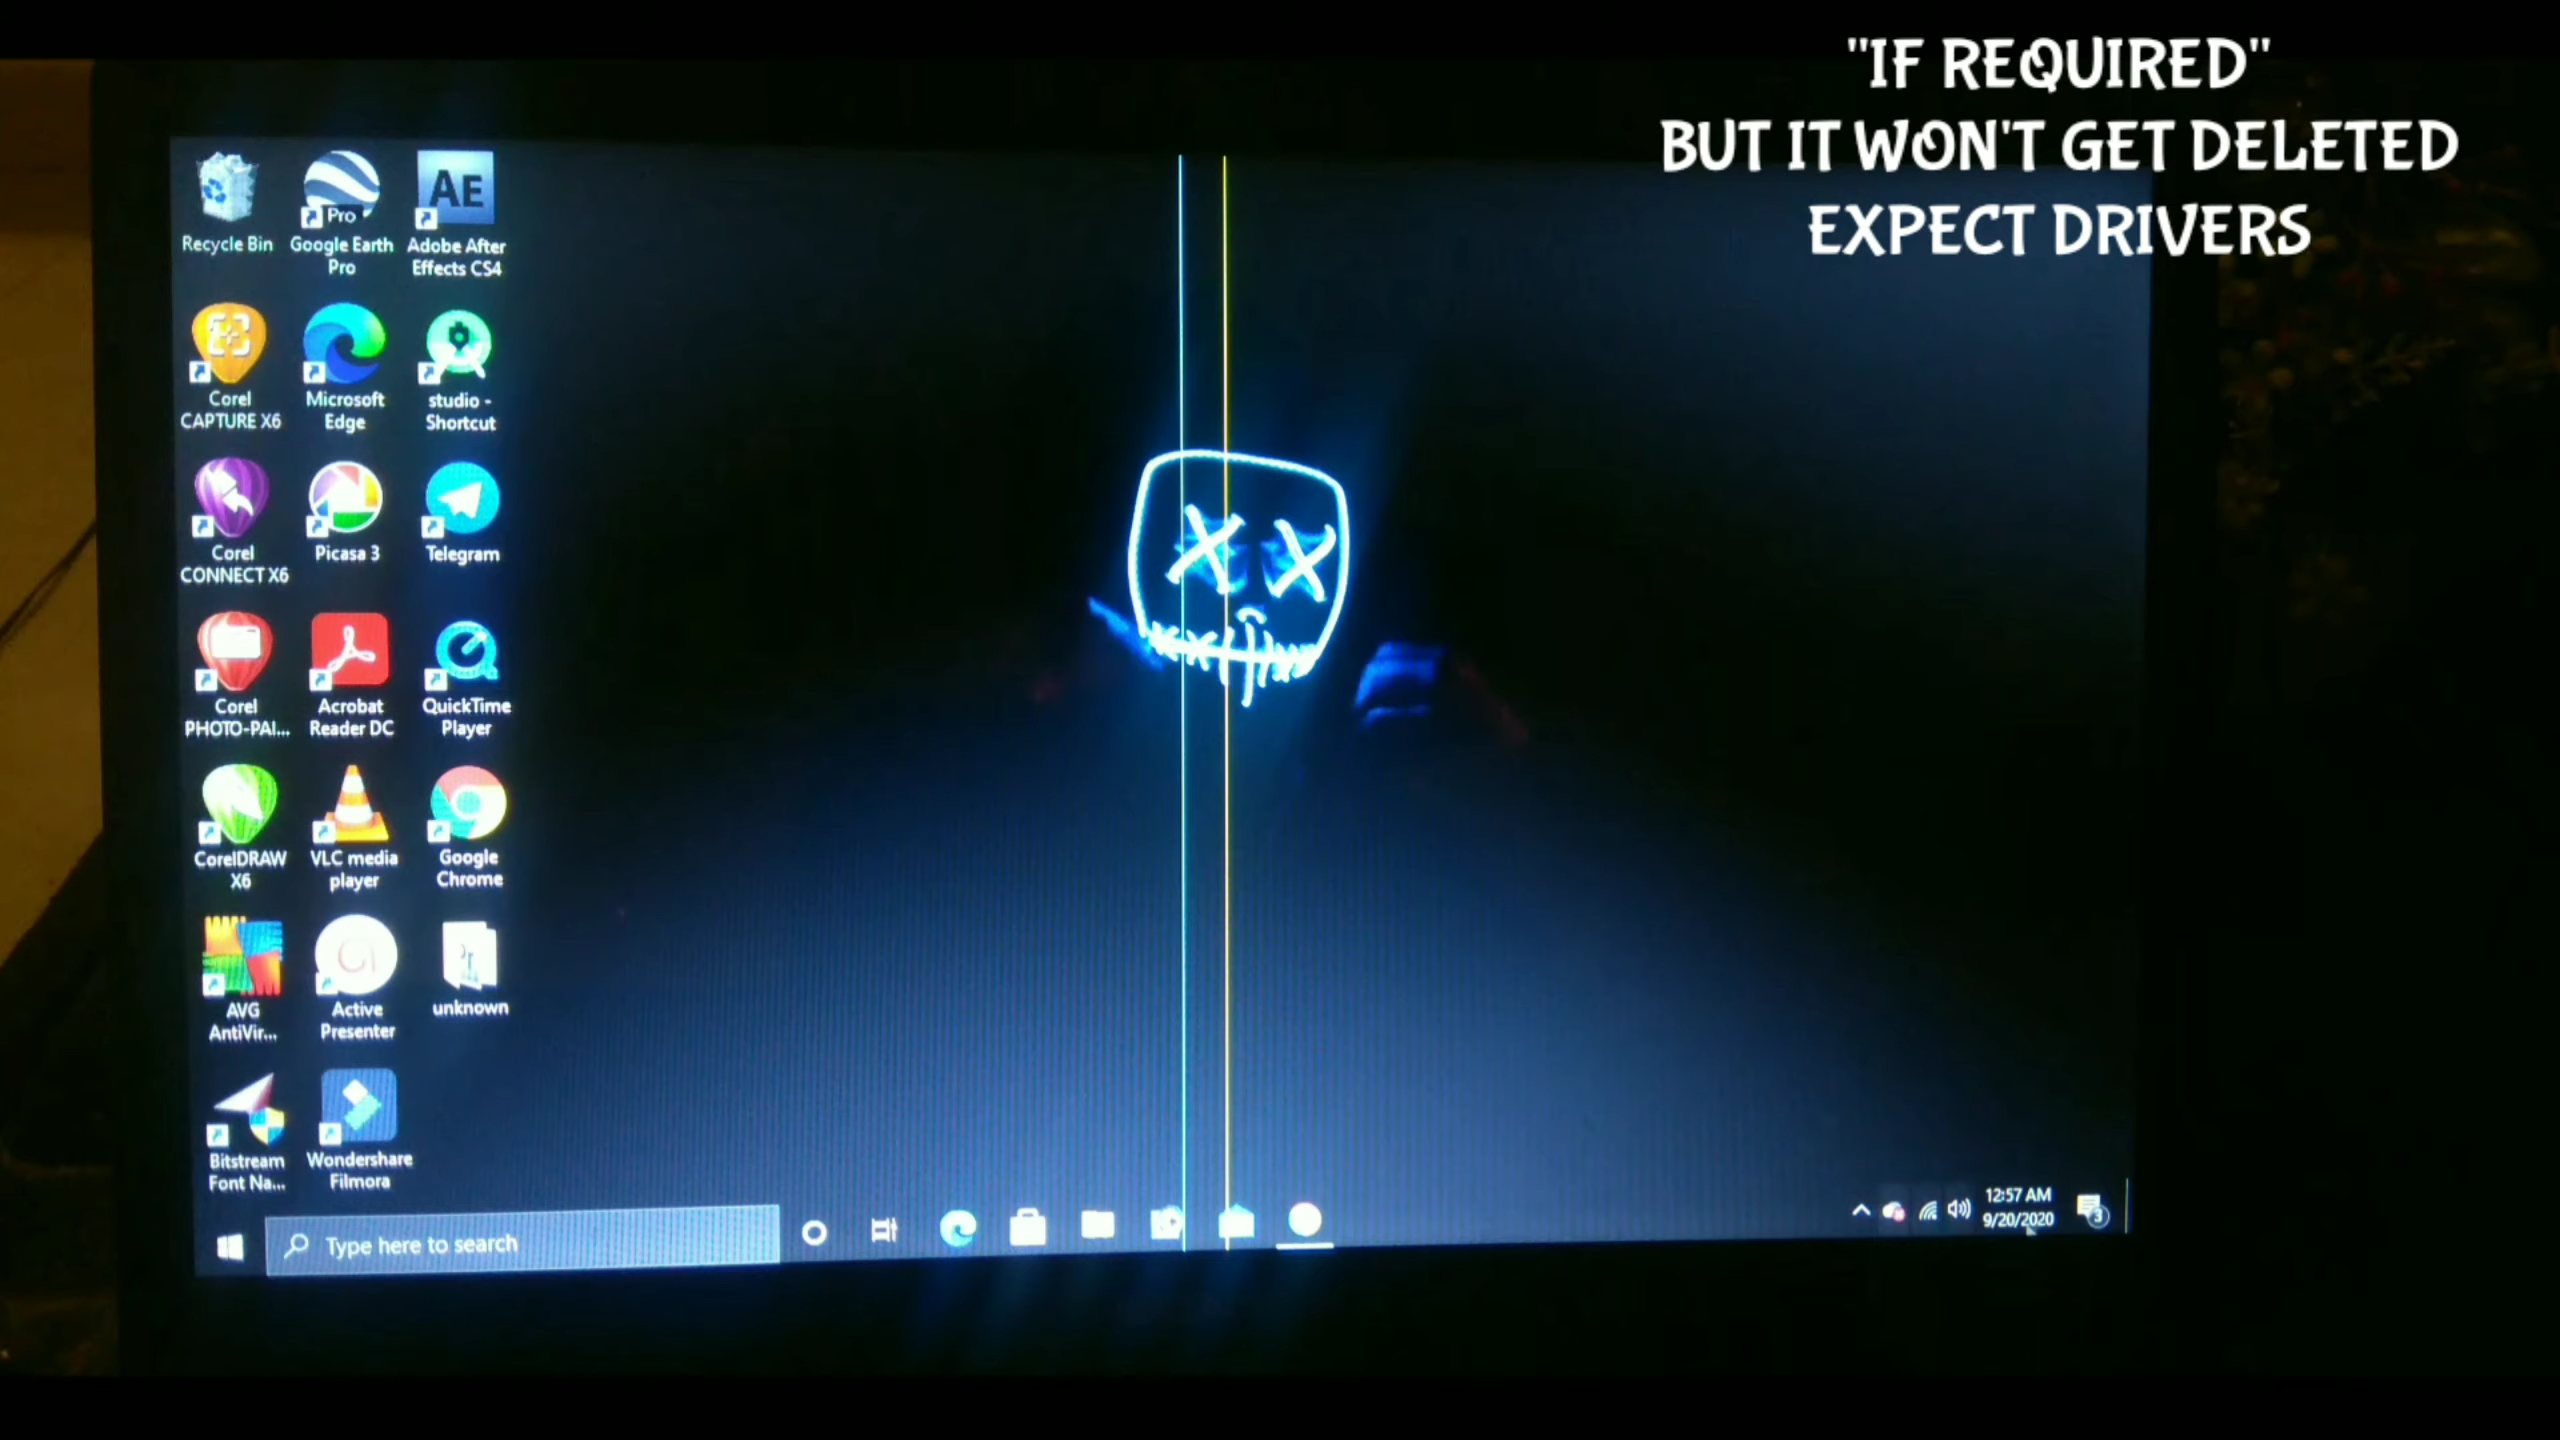 "IF REQUIRED"
BUT IT WON'T GET DELETED
EXPECT DRIVERS
Recycle Bin
Pro
Google Earth
Pro
AE
Adobe After
Effects CS4
Corel
CAPTURE X6
Microsoft
Edge
studio -
Shortcut
Corel
CONNECT X6
Picasa 3
Telegram
Corel
PHOTO-PAI...
Acrobat
Reader DC
QuickTime
Player
CorelDRAW
X6
VLC media
player
Google
Chrome
AVG
AntiVir...
Active
Presenter
unknown
Bitstream
Font Na...
Wondershare
Filmora
Type here to search
12:57 AM
9/20/2020
3